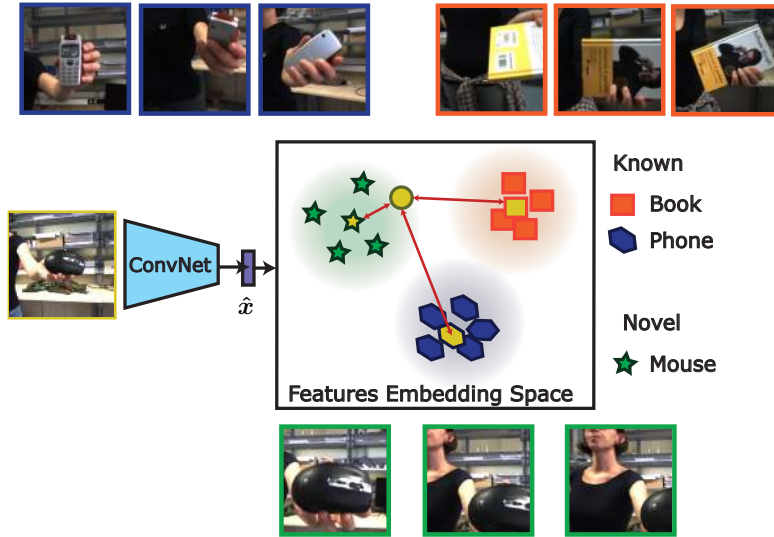 Known
Book
Phone
ConvNet
x̂
Novel
Mouse
Features Embedding Space